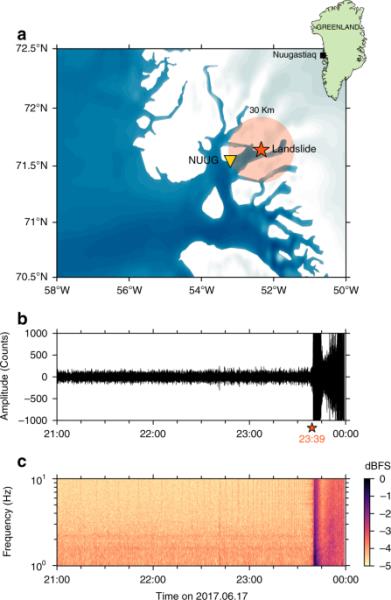 GREENLAND
Nuugastiaq
a
72.5°N
72°N
71.5°N
71°N
70.5°N
30 Km
Landslide
NUUG
58°W 56°W 54°W 52°W 50°W
b
Amplitude (Counts)
1000
500
0
−500
−1000
21:00 22:00 23:00 00:00
23:39
c
dBFS
Frequency (Hz)
10¹
10⁰
0
−1
−2
−3
−4
−5
21:00 22:00 23:00 00:00
Time on 2017.06.17